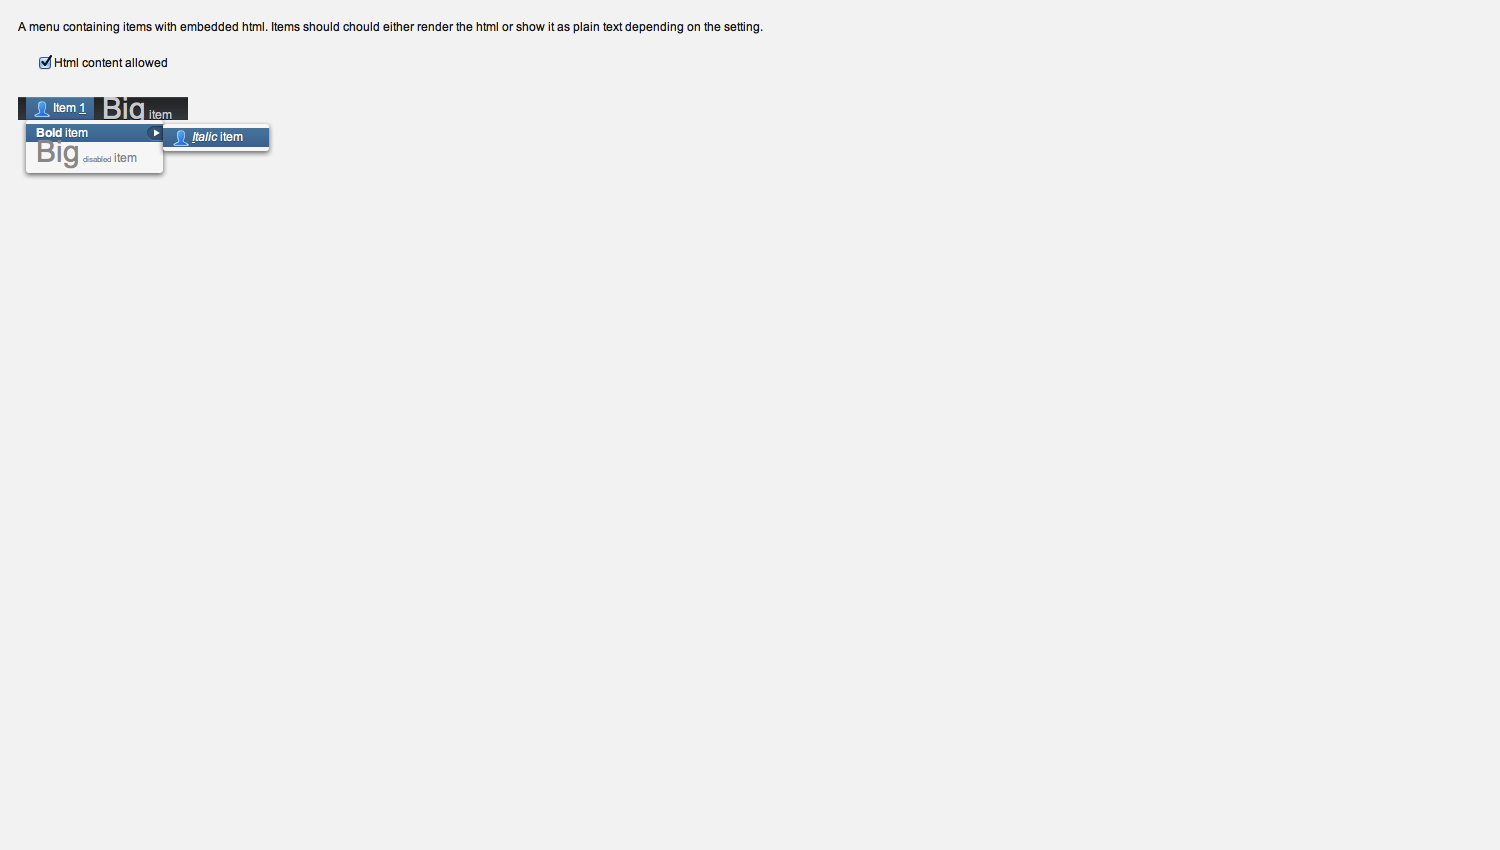 A menu containing items with embedded html. Items should chould either render the html or show it as plain text depending on the setting.
Html content allowed
Item 1 Big item
Bold item
Italic item
Big disabled item